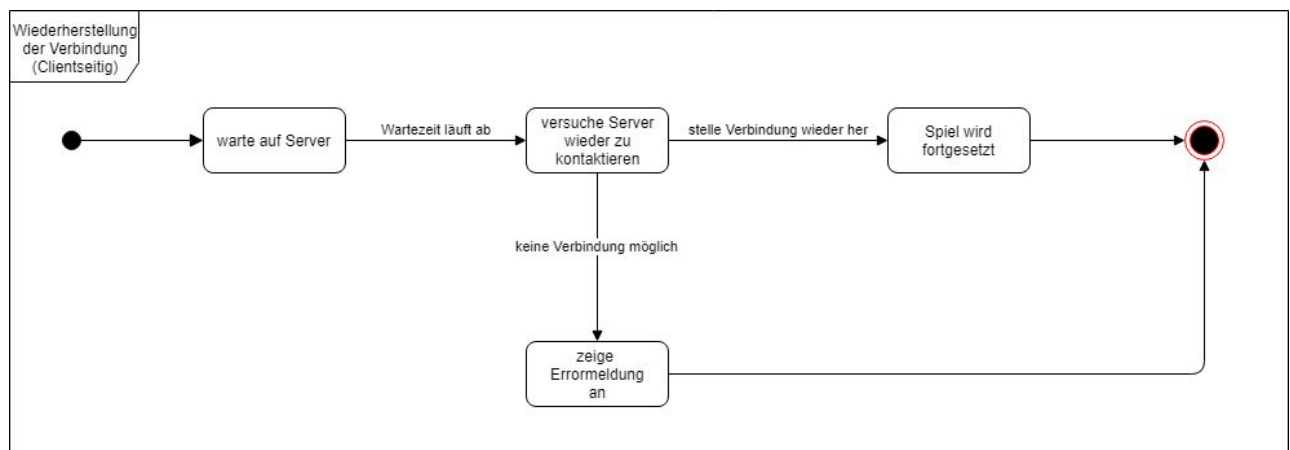 Wiederherstellung
der Verbindung
(Clientseitig)
warte auf Server
Wartezeit läuft ab
versuche Server
wieder zu
kontaktieren
stelle Verbindung wieder her
Spiel wird
fortgesetzt
keine Verbindung möglich
zeige
Errormeldung
an